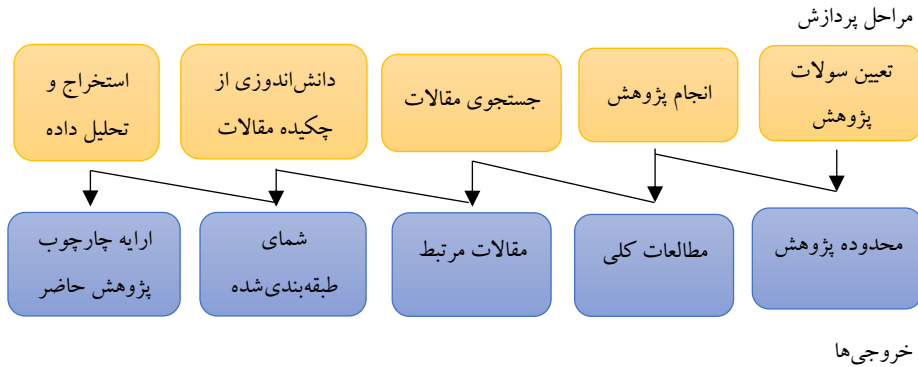 مراحل پردازش
تعیین سولات
پژوهش
انجام پژوهش
جستجوی مقالات
دانش‌اندوزی از
چکیده مقالات
استخراج و
تحلیل داده
محدوده پژوهش
مطالعات کلی
مقالات مرتبط
شمای
طبقه‌بندی‌شده
ارایه چارچوب
پژوهش حاضر
خروجی‌ها